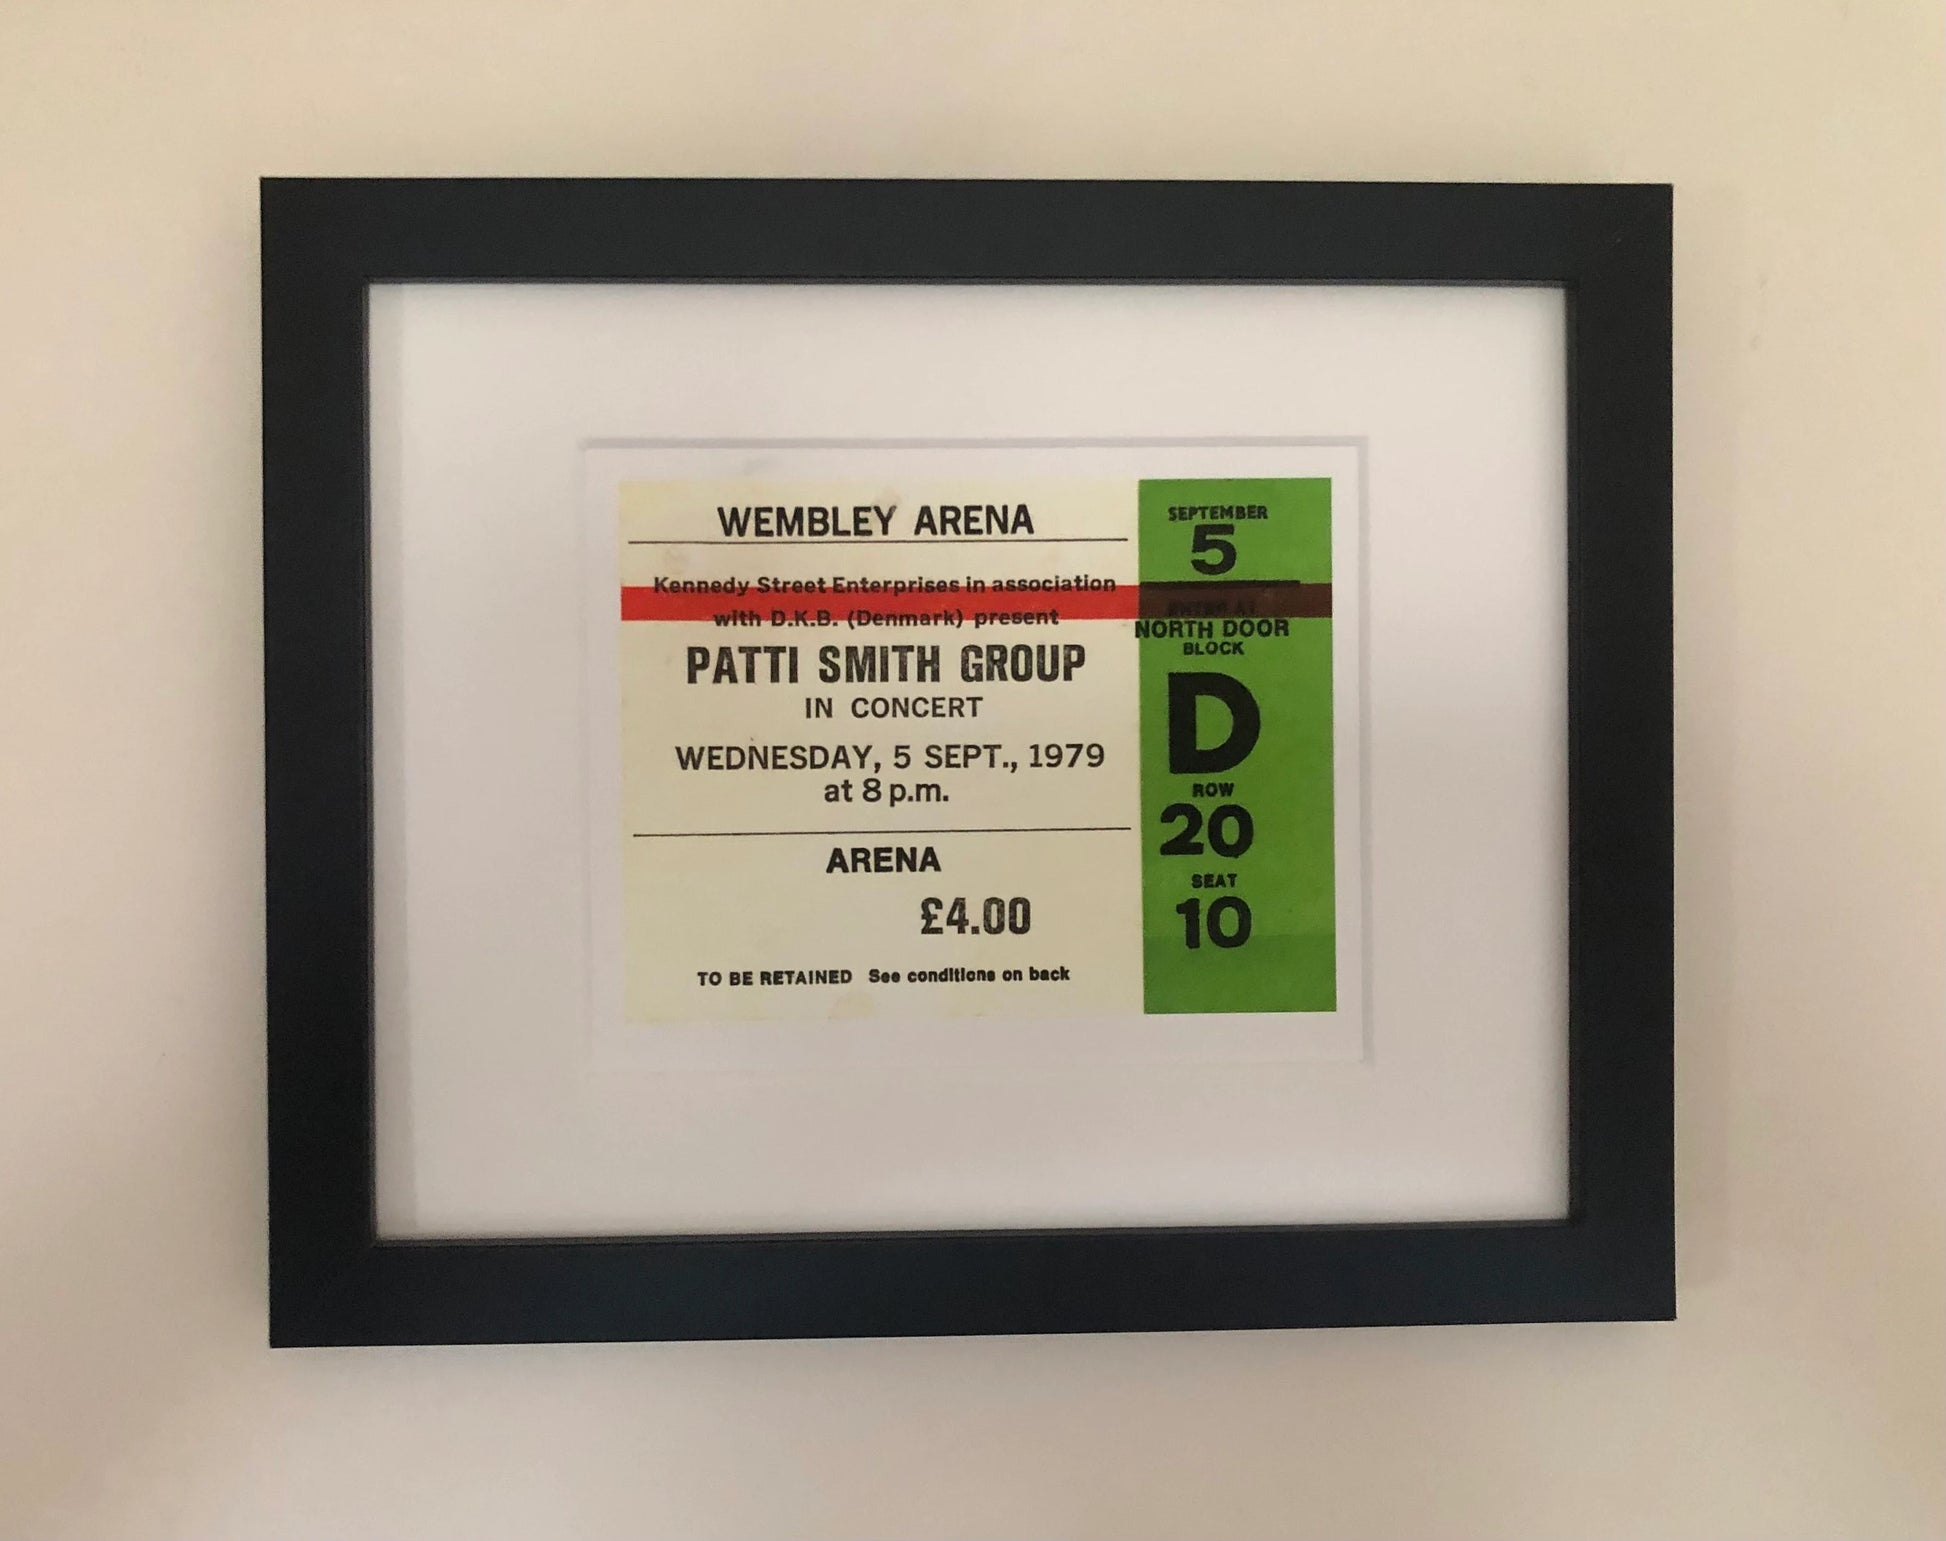 WEMBLEY ARENA
Kennedy Street Enterprises in association
with D.K.B. (Denmark) present
PATTI SMITH GROUP
IN CONCERT
WEDNESDAY, 5 SEPT., 1979
at 8 p.m.
ARENA
£4.00
TO BE RETAINED See conditions on back
SEPTEMBER
5
ENTER AT
NORTH DOOR
BLOCK
D
ROW
20
SEAT
10